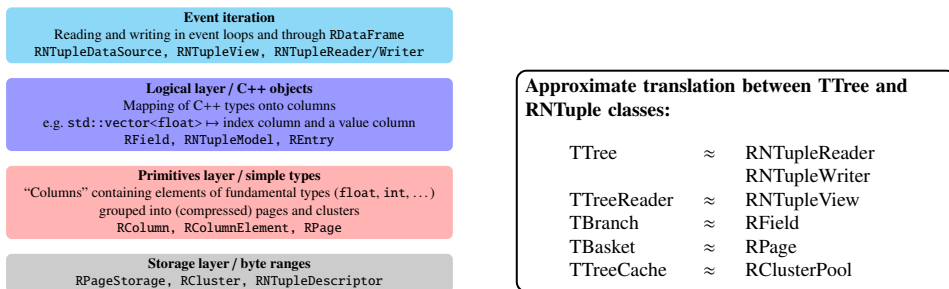 Event iteration
Reading and writing in event loops and through RDataFrame
RNTupleDataSource, RNTupleView, RNTupleReader/Writer
Logical layer / C++ objects
Mapping of C++ types onto columns
e.g. std::vector<float> ↦ index column and a value column
RField, RNTupleModel, REntry
Primitives layer / simple types
“Columns” containing elements of fundamental types (float, int, ...)
grouped into (compressed) pages and clusters
RColumn, RColumnElement, RPage
Storage layer / byte ranges
RPageStorage, RCluster, RNTupleDescriptor
Approximate translation between TTree and
RNTuple classes:
TTree ≈ RNTupleReader
RNTupleWriter
TTreeReader ≈ RNTupleView
TBranch ≈ RField
TBasket ≈ RPage
TTreeCache ≈ RClusterPool